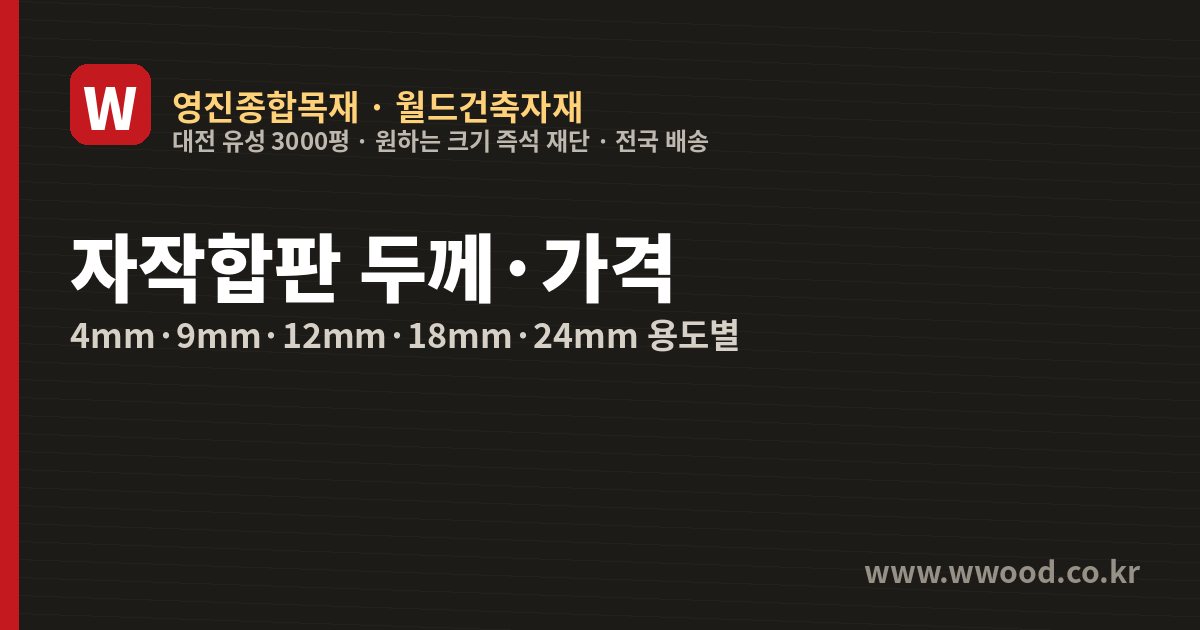 W
영진종합목재 · 월드건축자재
대전 유성 3000평 · 원하는 크기 즉석 재단 · 전국 배송
자작합판 두께·가격
4mm·9mm·12mm·18mm·24mm 용도별
www.wwood.co.kr